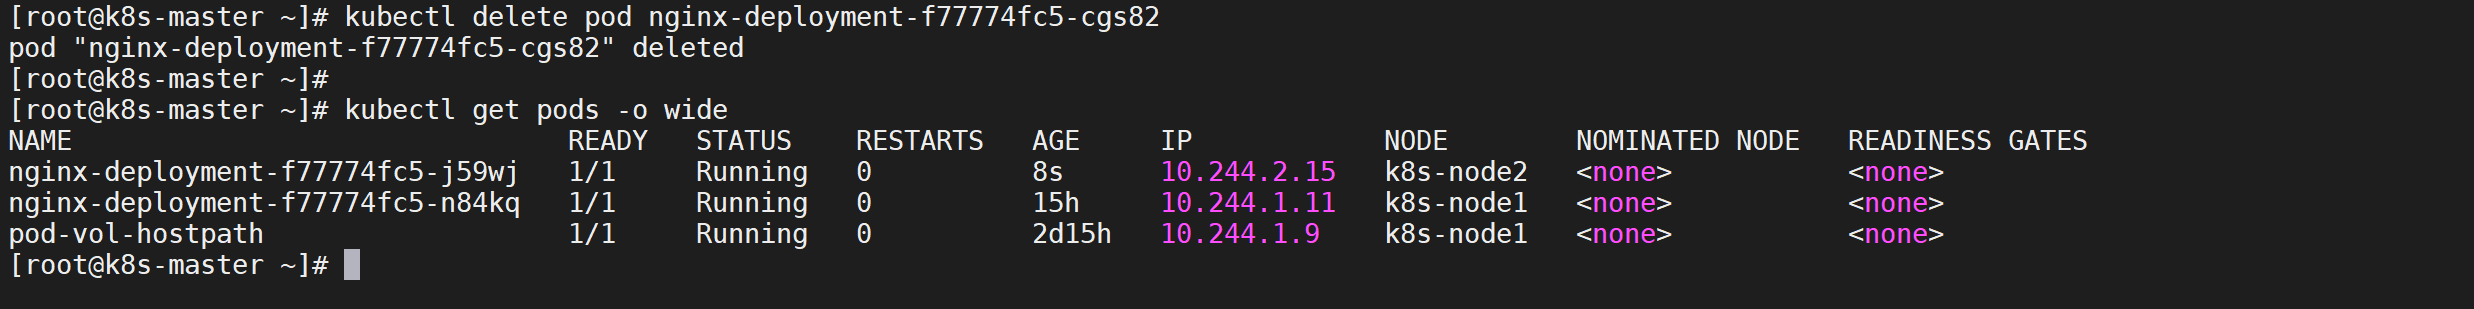 [root@k8s-master ~]# kubectl delete pod nginx-deployment-f77774fc5-cgs82
pod "nginx-deployment-f77774fc5-cgs82" deleted
[root@k8s-master ~]#
[root@k8s-master ~]# kubectl get pods -o wide
NAME                               READY   STATUS    RESTARTS   AGE     IP            NODE        NOMINATED NODE   READINESS GATES
nginx-deployment-f77774fc5-j59wj   1/1     Running   0          8s      10.244.2.15   k8s-node2   <none>           <none>
nginx-deployment-f77774fc5-n84kq   1/1     Running   0          15h     10.244.1.11   k8s-node1   <none>           <none>
pod-vol-hostpath                   1/1     Running   0          2d15h   10.244.1.9    k8s-node1   <none>           <none>
[root@k8s-master ~]#